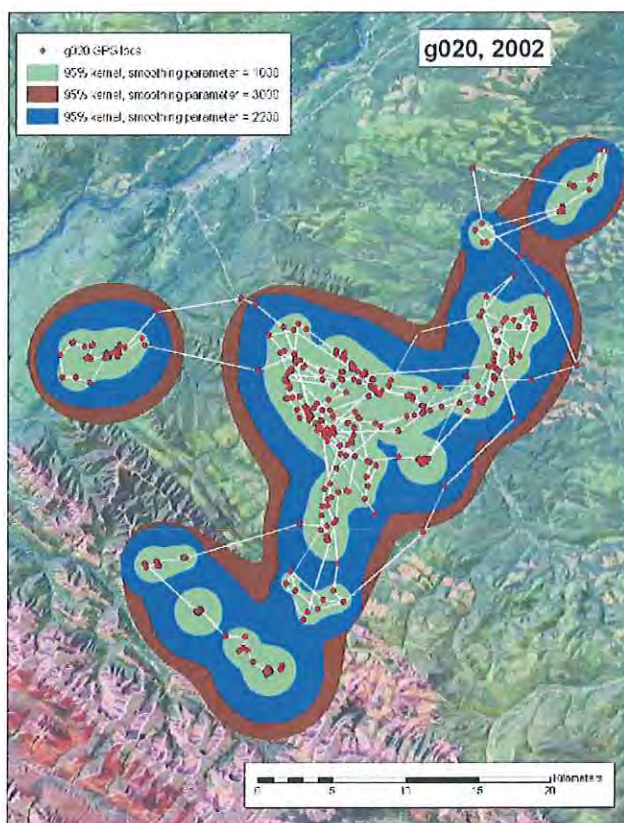 g020, 2002
g020 GPS locs
95% kernel, smoothing parameter = 1000
95% kernel, smoothing parameter = 3000
95% kernel, smoothing parameter = 2200
Kilometers
0 5 10 15 20